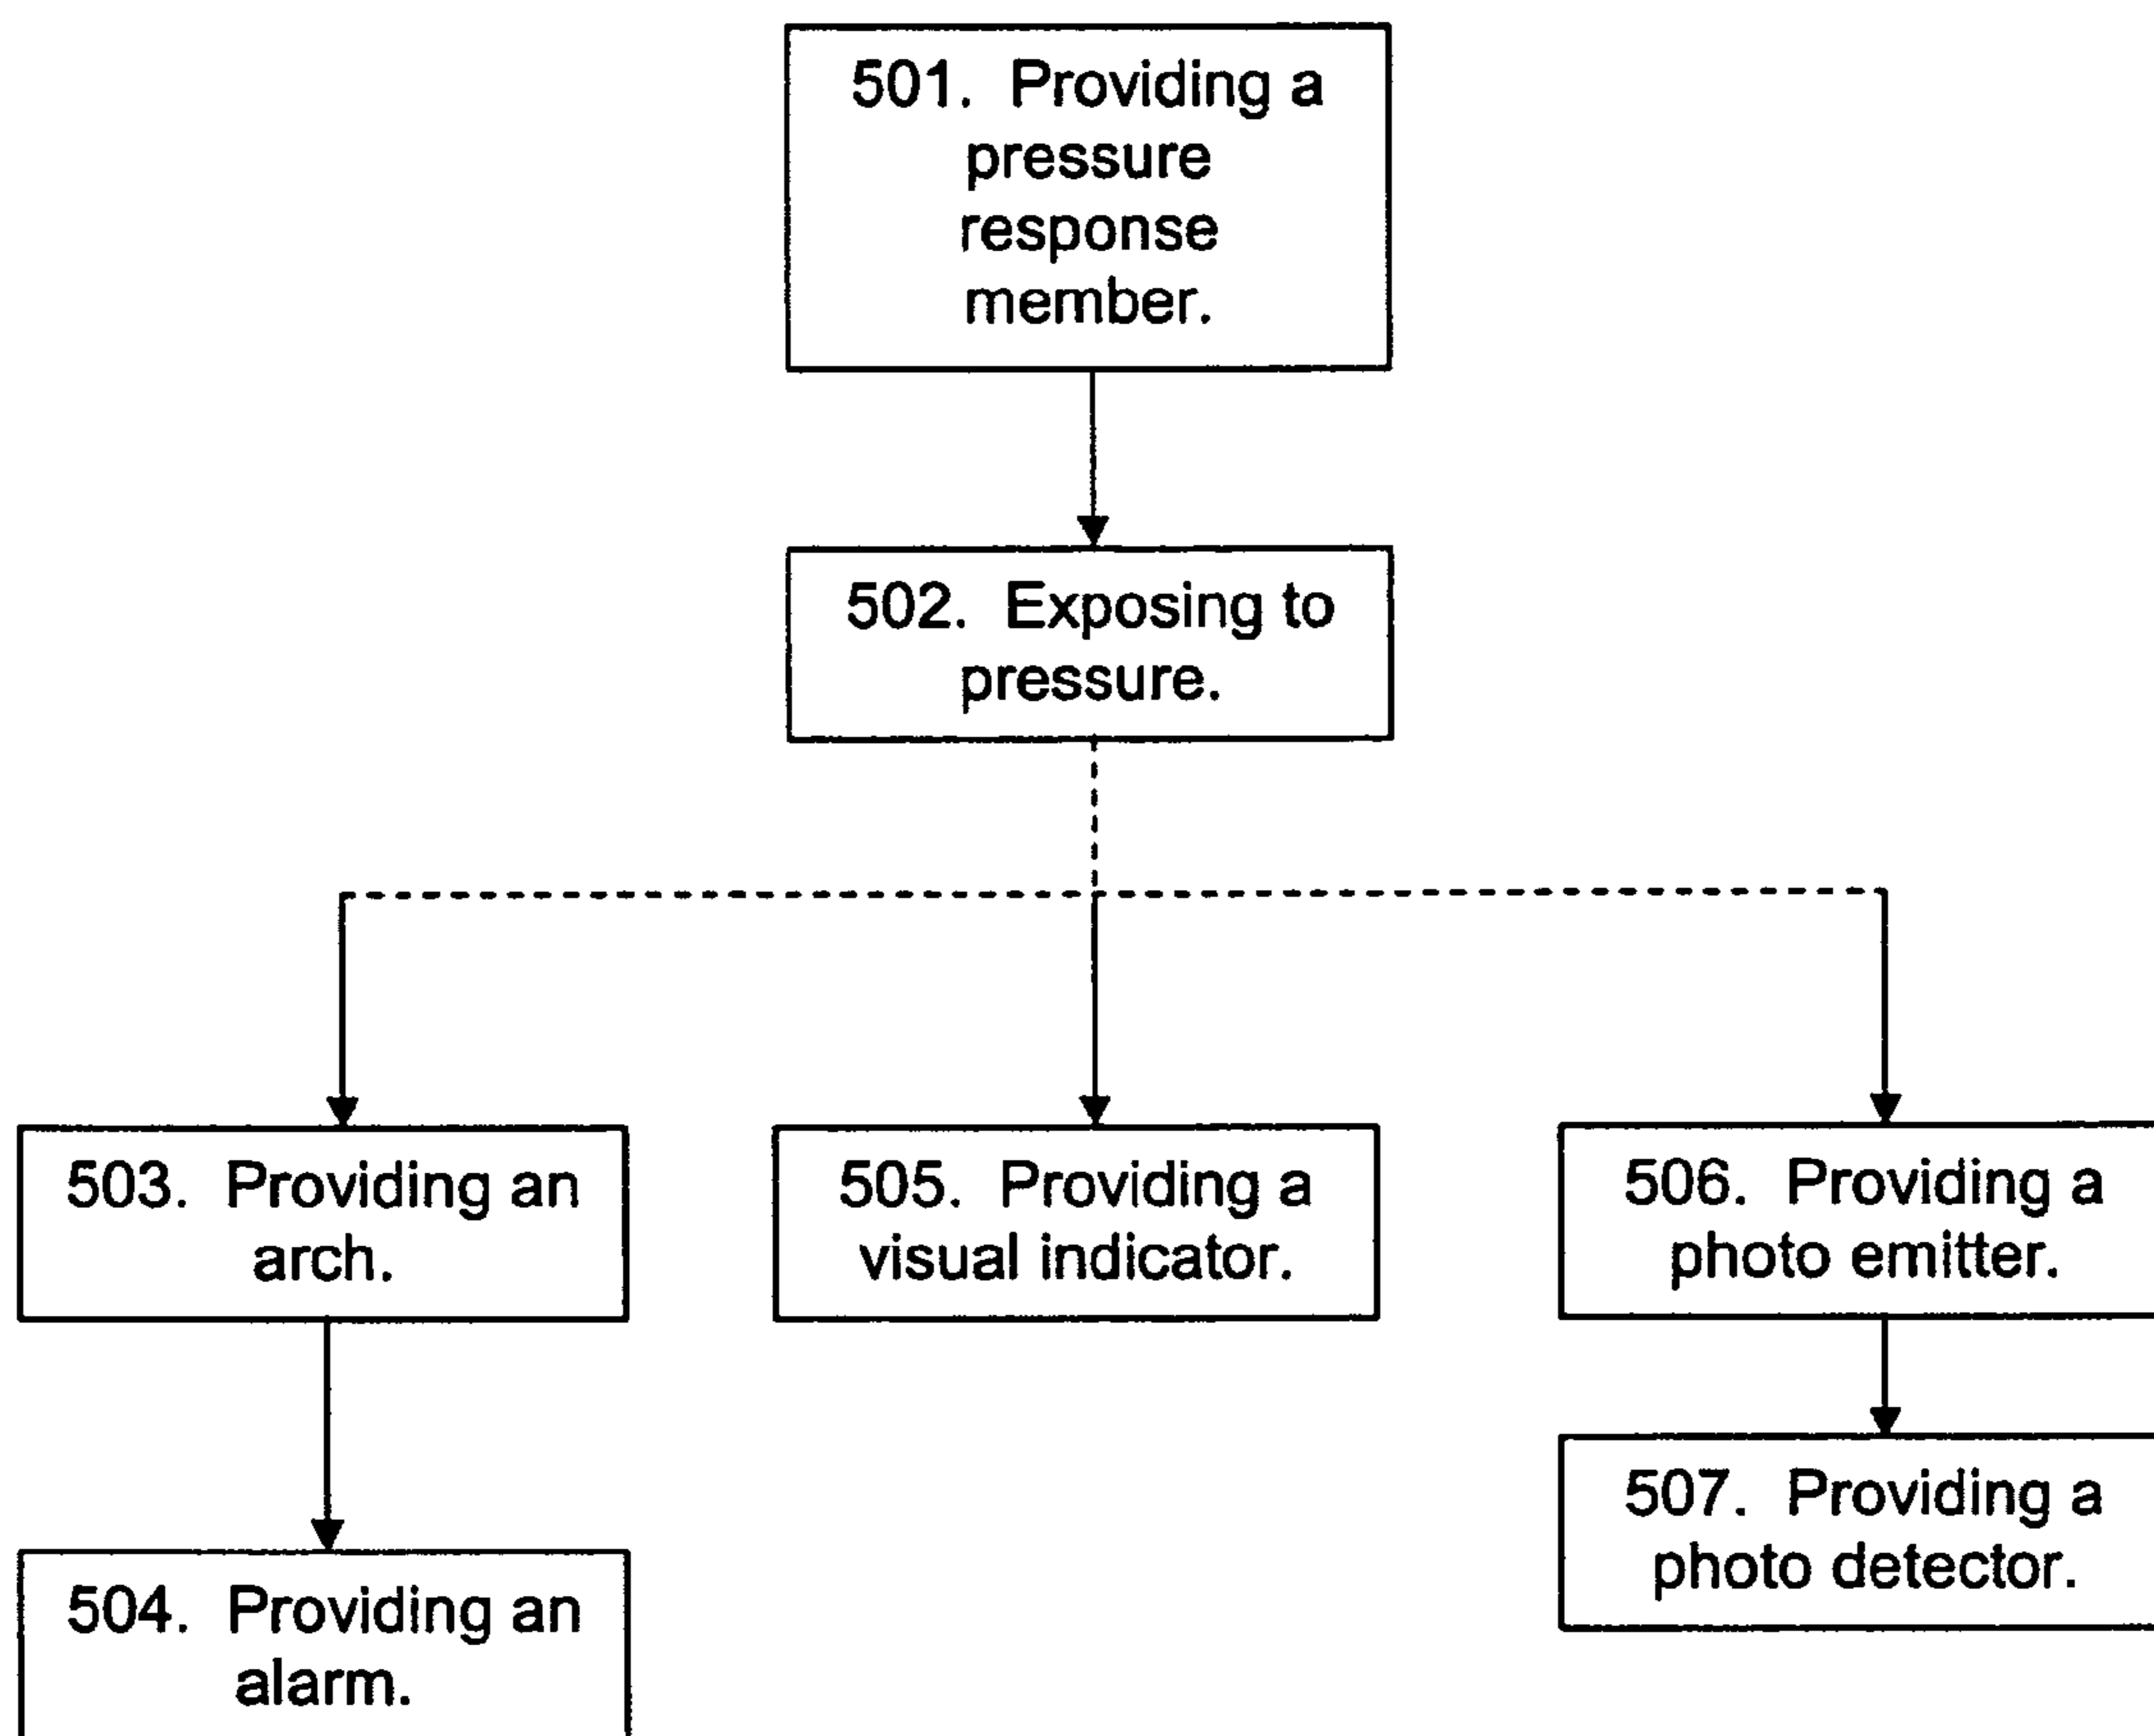 501. Providing a
pressure
response
member.
502. Exposing to
pressure.
503. Providing an
arch.
504. Providing an
alarm.
505. Providing a
visual indicator.
506. Providing a
photo emitter.
507. Providing a
photo detector.